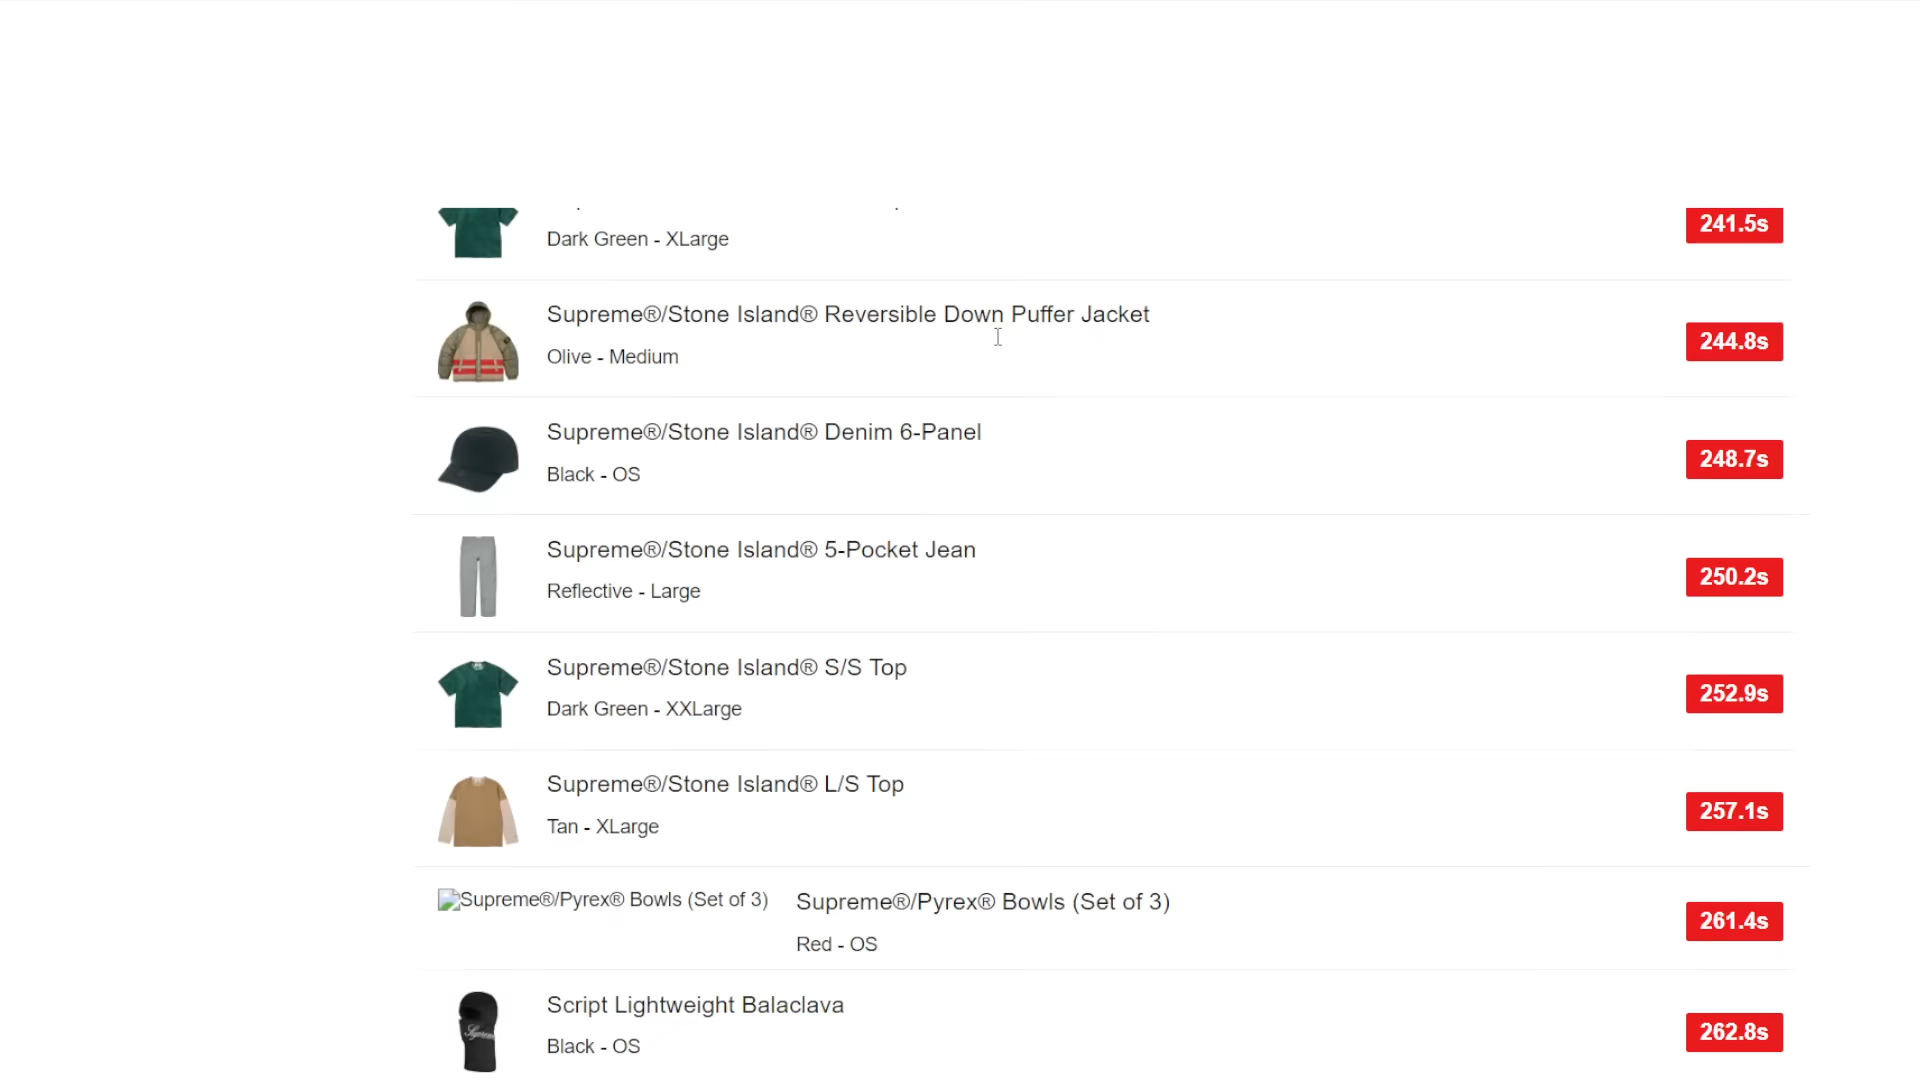 241.5s
Dark Green - XLarge
Supreme®/Stone Island® Reversible Down Puffer Jacket
244.8s
Olive - Medium
Supreme®/Stone Island® Denim 6-Panel
248.7s
Black - OS
Supreme®/Stone Island® 5-Pocket Jean
250.2s
Reflective - Large
Supreme®/Stone Island® S/S Top
252.9s
Dark Green - XXLarge
Supreme®/Stone Island® L/S Top
257.1s
Tan - XLarge
Supreme®/Pyrex® Bowls (Set of 3)
Supreme®/Pyrex® Bowls (Set of 3)
261.4s
Red - OS
Script Lightweight Balaclava
262.8s
Black - OS